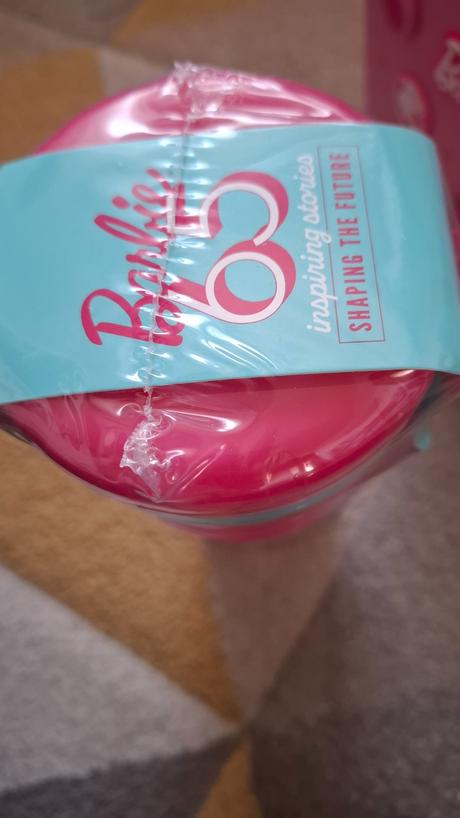 Barbie
65
inspiring stories
SHAPING THE FUTURE